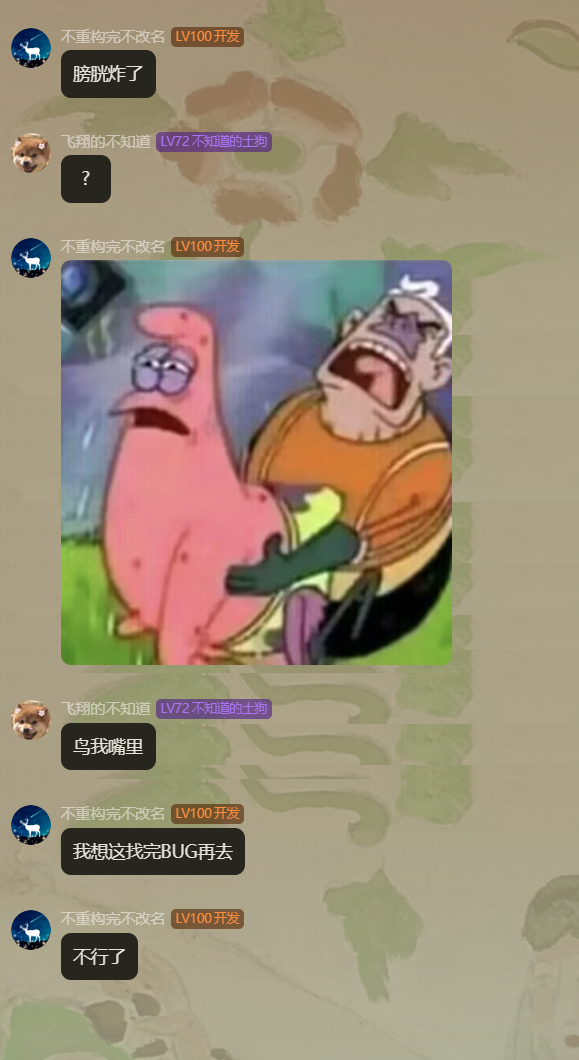 不重构完不改名 LV100 开发
膀胱炸了
飞翔的不知道 LV72 不知道的土狗
?
不重构完不改名 LV100 开发
飞翔的不知道 LV72 不知道的土狗
鸟我嘴里
不重构完不改名 LV100 开发
我想这找完BUG再去
不重构完不改名 LV100 开发
不行了